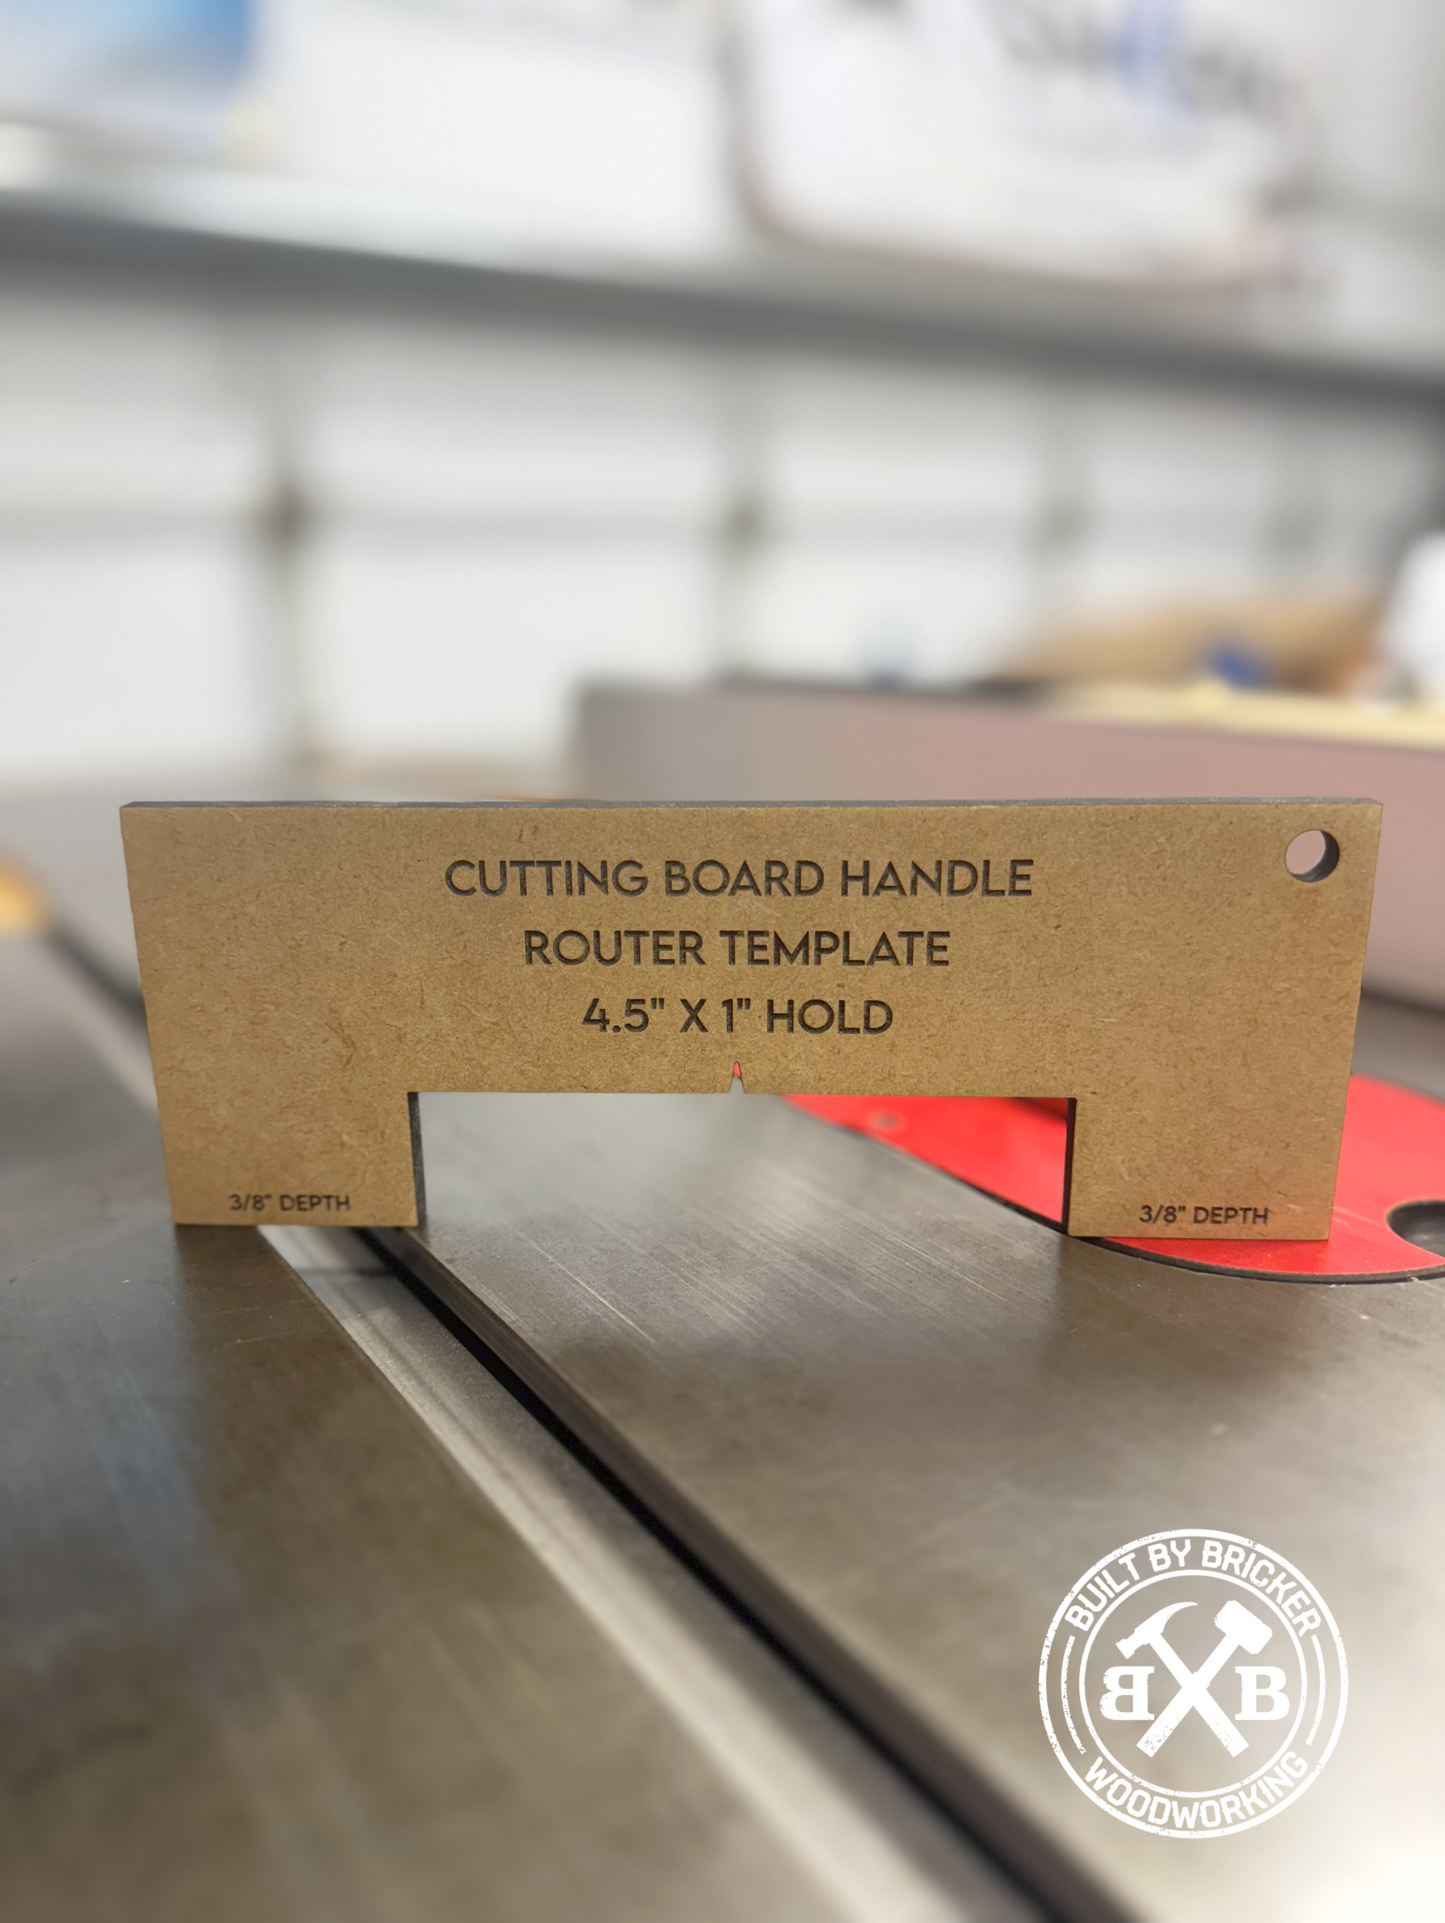 CUTTING BOARD HANDLE
ROUTER TEMPLATE
4.5" X 1" HOLD
3/8" DEPTH
3/8" DEPTH
BUILT BY BRICKER
B B
WOODWORKING